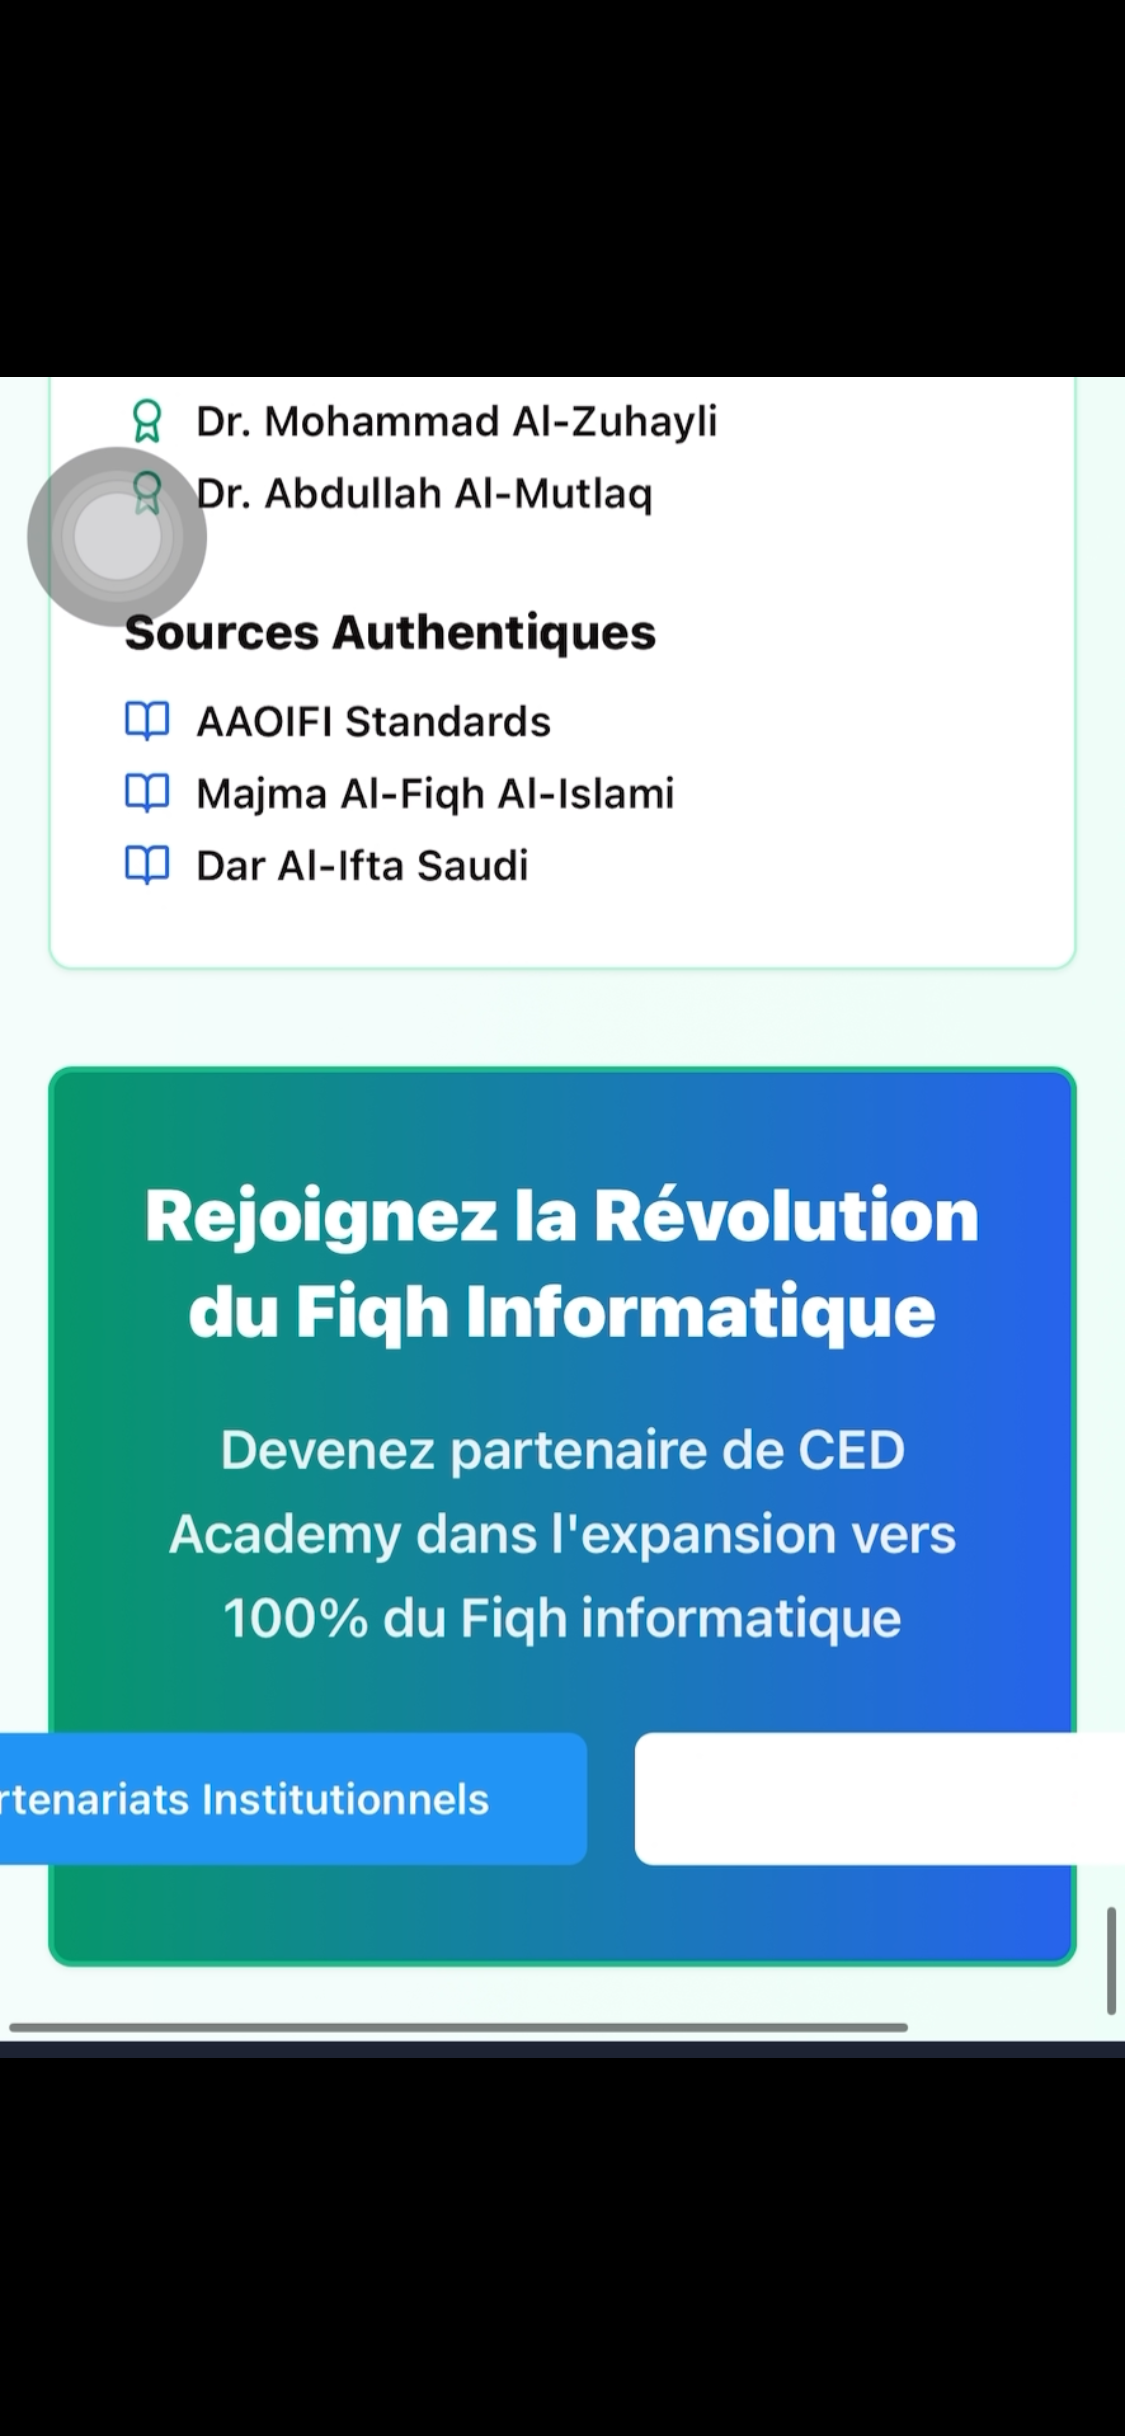 Dr. Mohammad Al-Zuhayli
Dr. Abdullah Al-Mutlaq
Sources Authentiques
AAOIFI Standards
Majma Al-Fiqh Al-Islami
Dar Al-Ifta Saudi
Rejoignez la Révolution
du Fiqh Informatique
Devenez partenaire de CED
Academy dans l'expansion vers
100% du Fiqh informatique
rtenariats Institutionnels